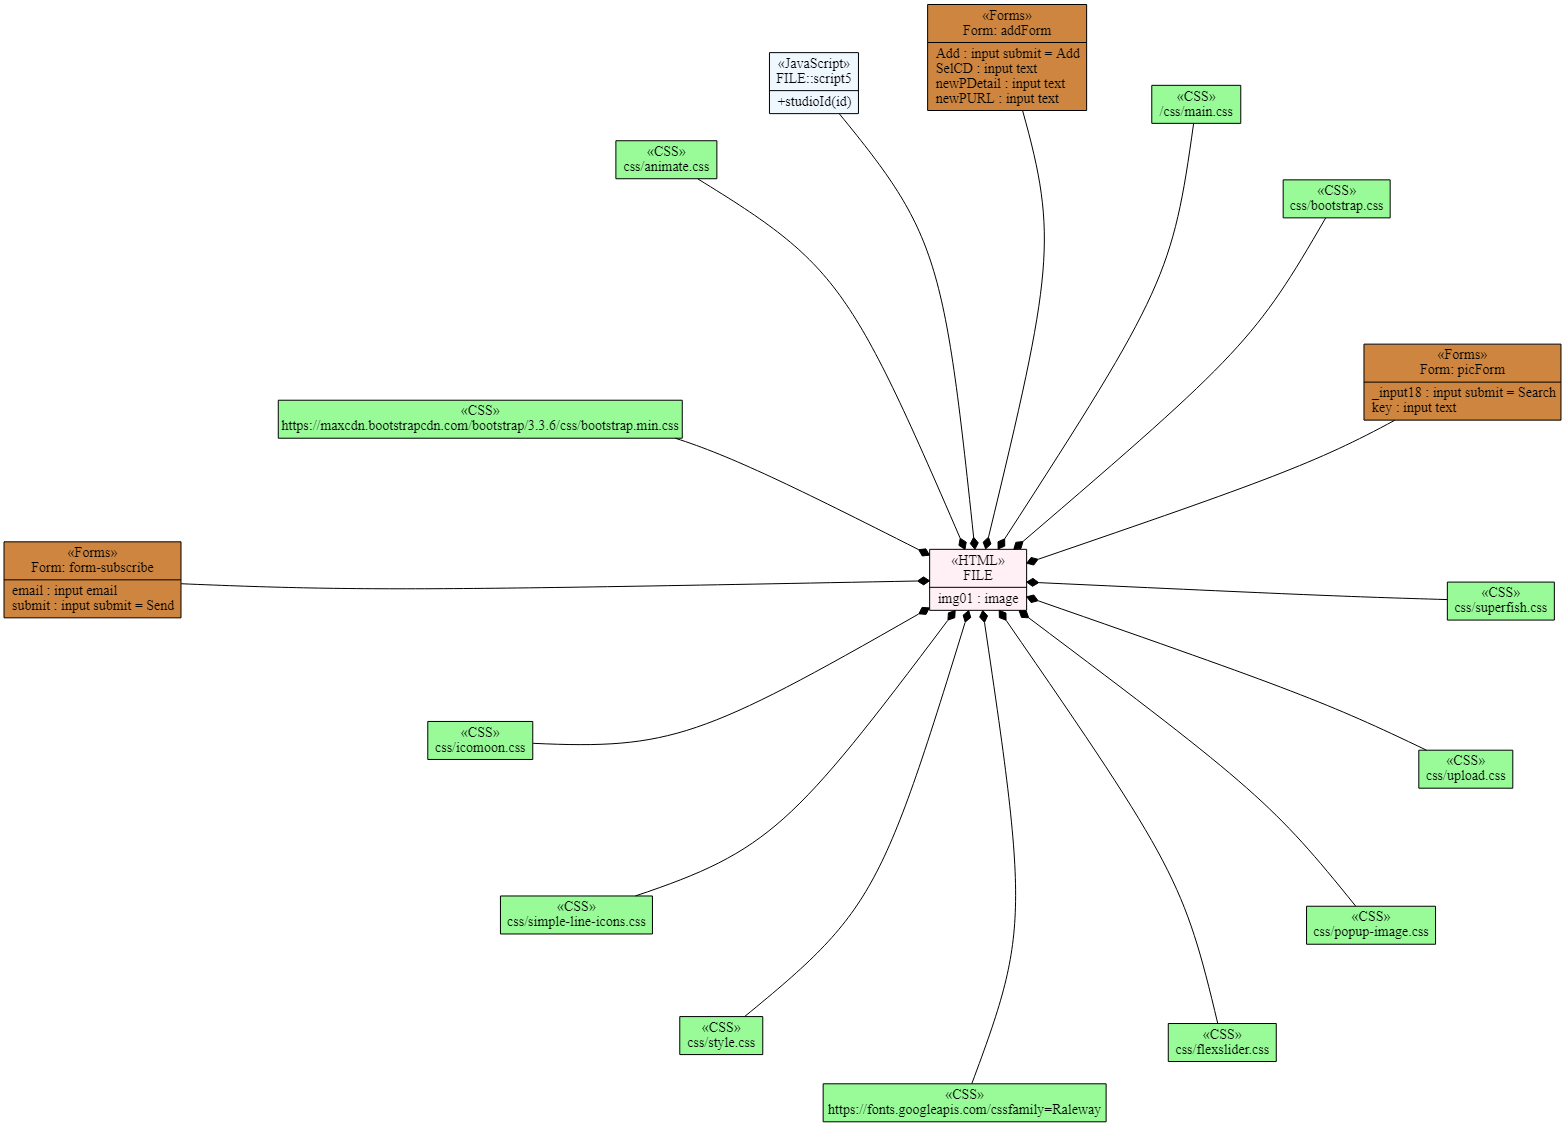 «Forms»
Form: addForm
Add : input submit = Add
SelCD : input text
newPDetail : input text
newPURL : input text
«JavaScript»
FILE::script5
+studioId(id)
«CSS»
/css/main.css
«CSS»
css/animate.css
«CSS»
css/bootstrap.css
«Forms»
Form: picForm
_input18 : input submit = Search
key : input text
«CSS»
https://maxcdn.bootstrapcdn.com/bootstrap/3.3.6/css/bootstrap.min.css
«Forms»
Form: form-subscribe
email : input email
submit : input submit = Send
«HTML»
FILE
img01 : image
«CSS»
css/superfish.css
«CSS»
css/icomoon.css
«CSS»
css/upload.css
«CSS»
css/simple-line-icons.css
«CSS»
css/popup-image.css
«CSS»
css/style.css
«CSS»
css/flexslider.css
«CSS»
https://fonts.googleapis.com/cssfamily=Raleway